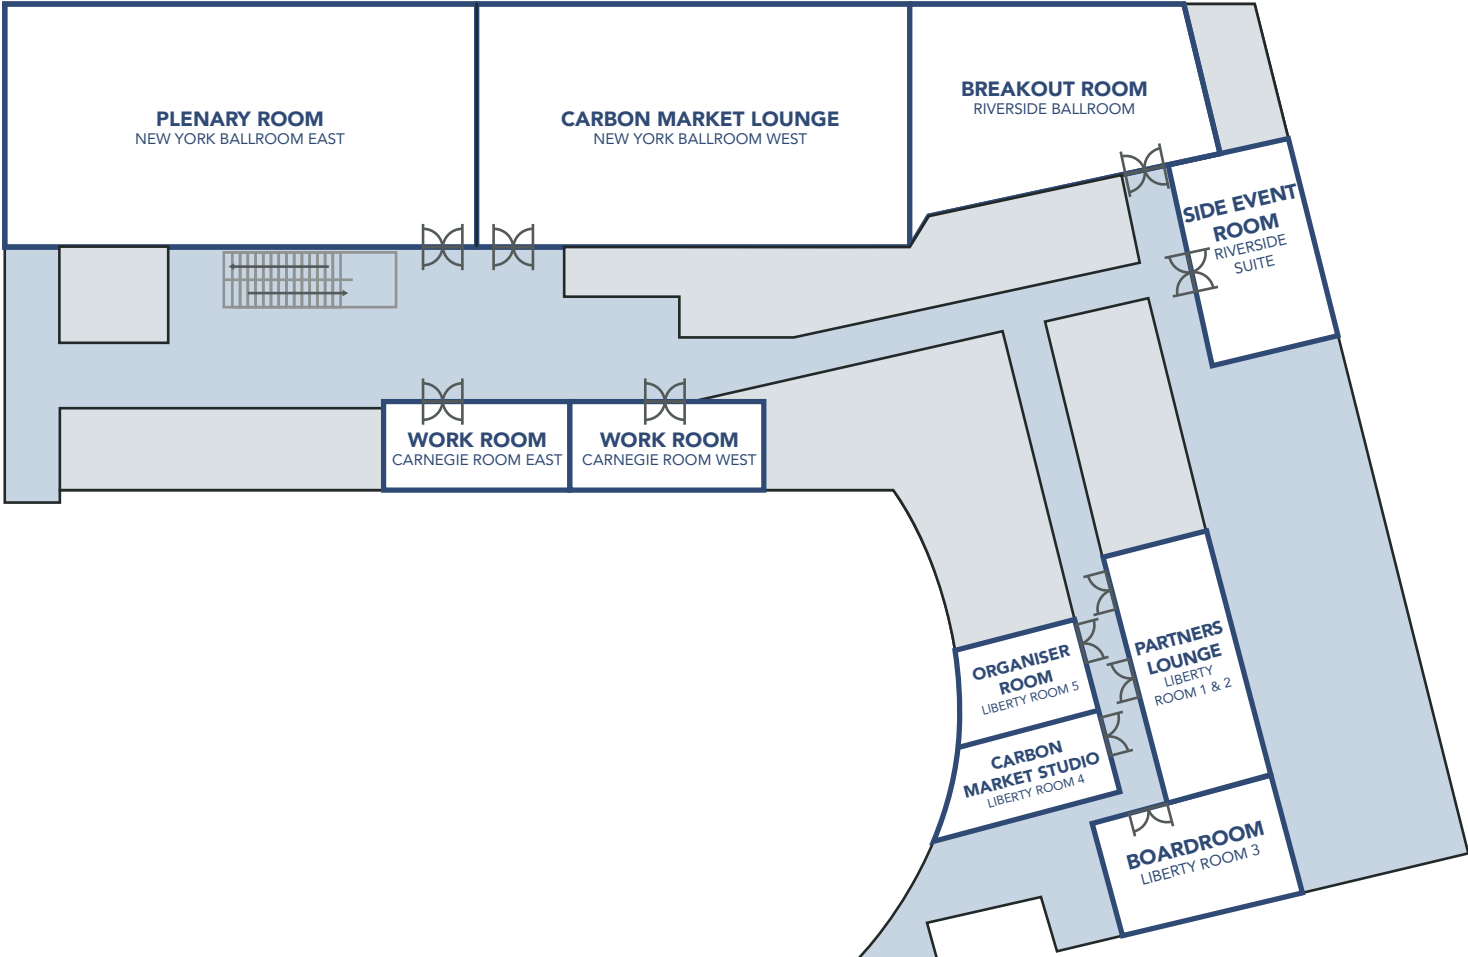 PLENARY ROOM
NEW YORK BALLROOM EAST
CARBON MARKET LOUNGE
NEW YORK BALLROOM WEST
BREAKOUT ROOM
RIVERSIDE BALLROOM
SIDE EVENT
ROOM
RIVERSIDE
SUITE
WORK ROOM
CARNEGIE ROOM EAST
WORK ROOM
CARNEGIE ROOM WEST
ORGANISER
ROOM
LIBERTY ROOM 5
PARTNERS
LOUNGE
LIBERTY
ROOM 1 & 2
CARBON
MARKET STUDIO
LIBERTY ROOM 4
BOARDROOM
LIBERTY ROOM 3